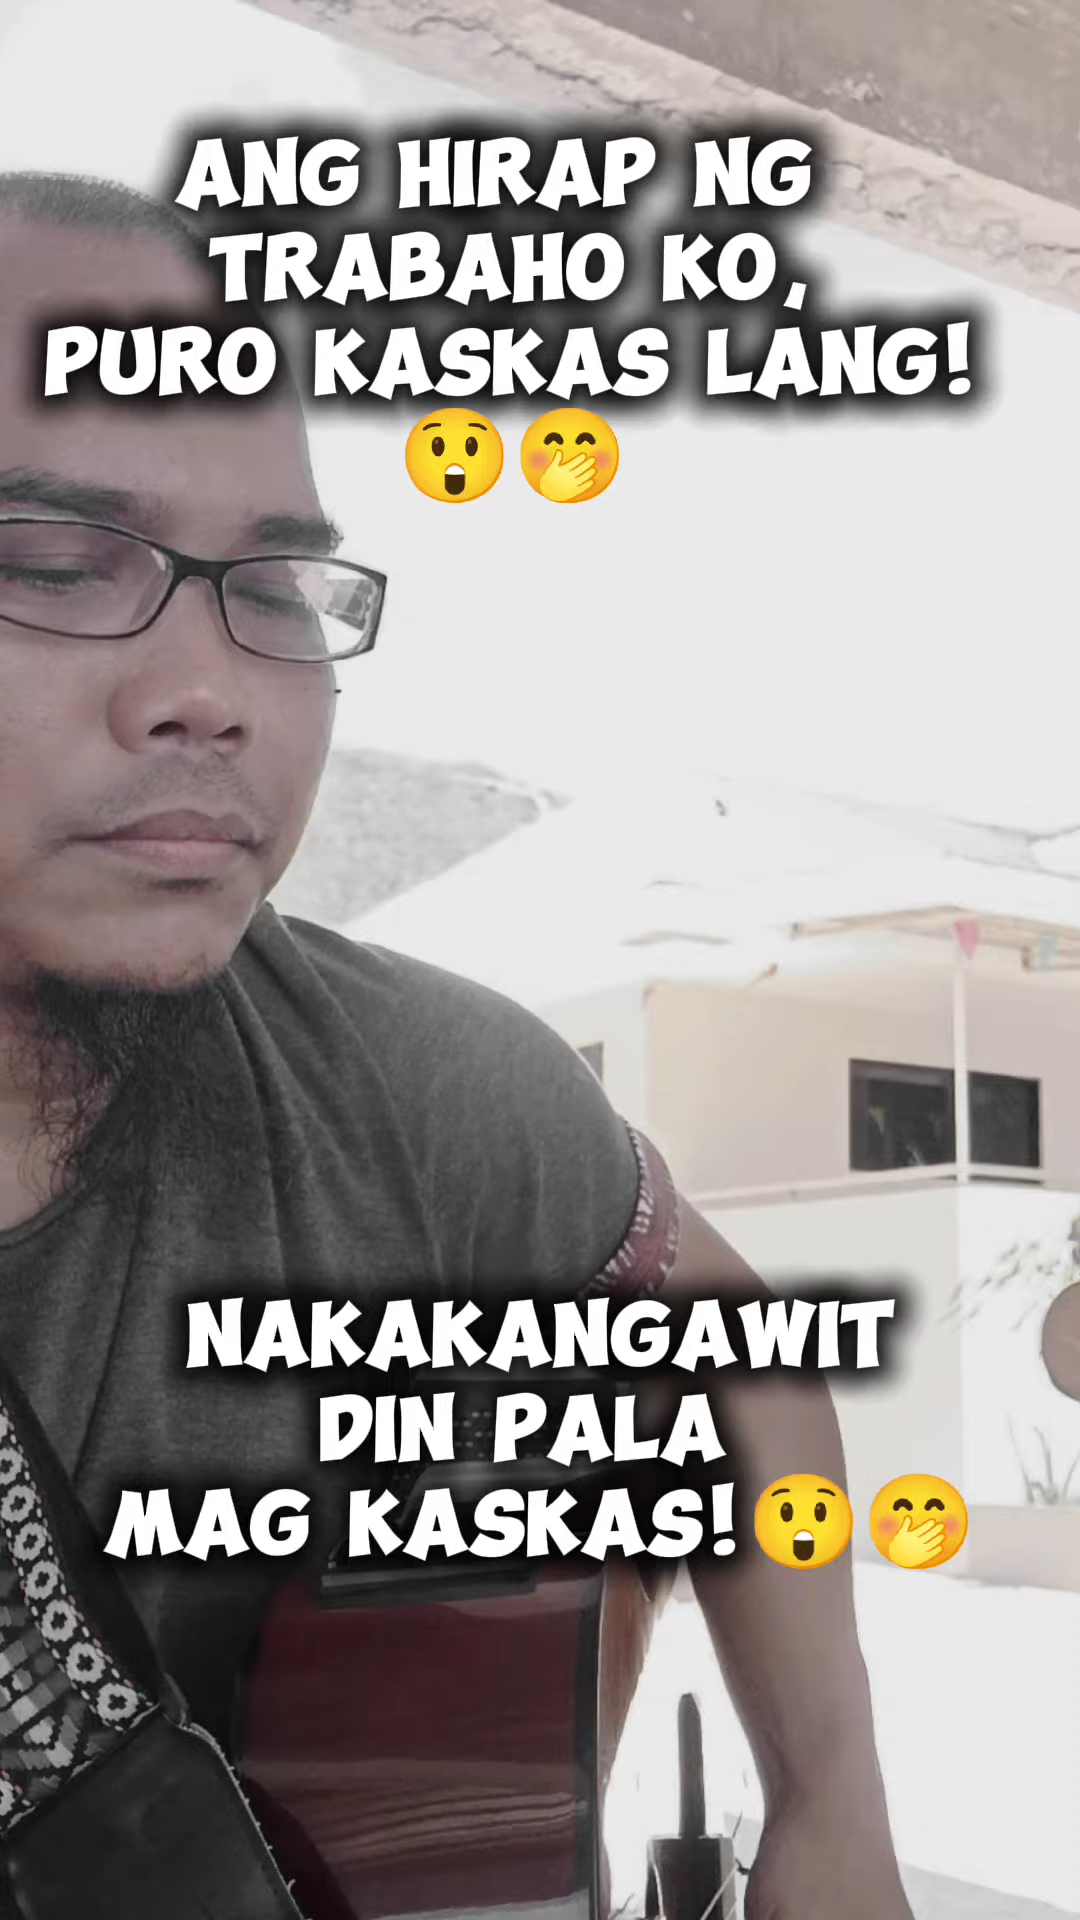 ANG HIRAP NG
TRABAHO KO,
PURO KASKAS LANG!
😲🤭
NAKAKANGAWIT
DIN PALA
MAG KASKAS!😲🤭